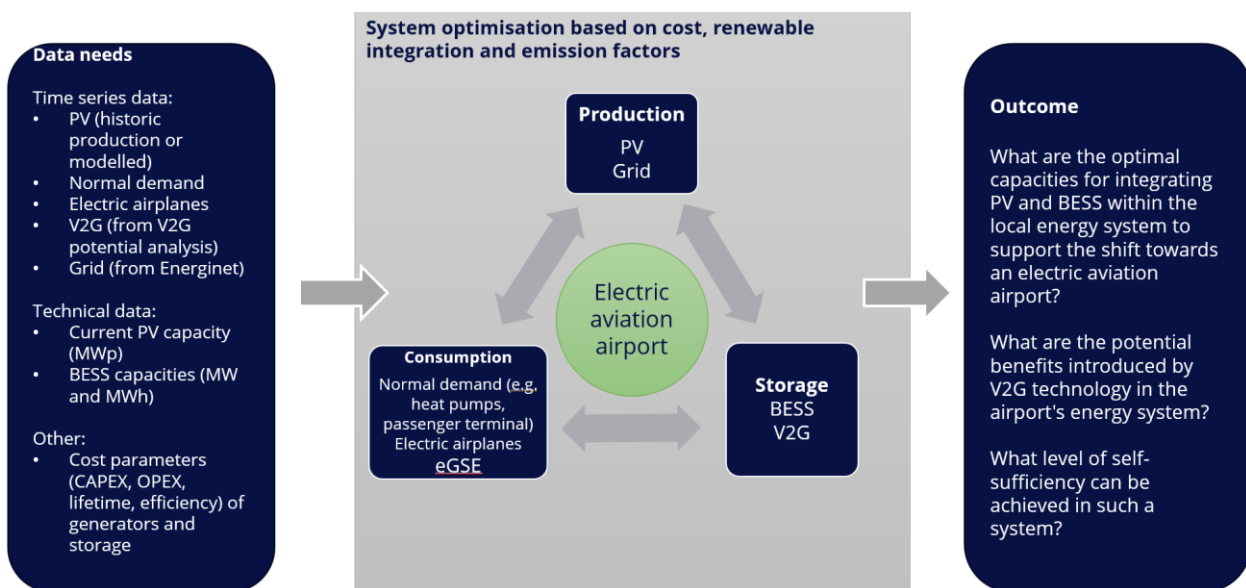 Data needs
Time series data:
• PV (historic
production or
modelled)
• Normal demand
• Electric airplanes
• V2G (from V2G
potential analysis)
• Grid (from Energinet)
Technical data:
• Current PV capacity
(MWp)
• BESS capacities (MW
and MWh)
Other:
• Cost parameters
(CAPEX, OPEX,
lifetime, efficiency) of
generators and
storage
System optimisation based on cost, renewable
integration and emission factors
Production
PV
Grid
Electric
aviation
airport
Consumption
Normal demand (e.g.
heat pumps,
passenger terminal)
Electric airplanes
eGSE
Storage
BESS
V2G
Outcome
What are the optimal
capacities for integrating
PV and BESS within the
local energy system to
support the shift towards
an electric aviation
airport?
What are the potential
benefits introduced by
V2G technology in the
airport's energy system?
What level of self-
sufficiency can be
achieved in such a
system?